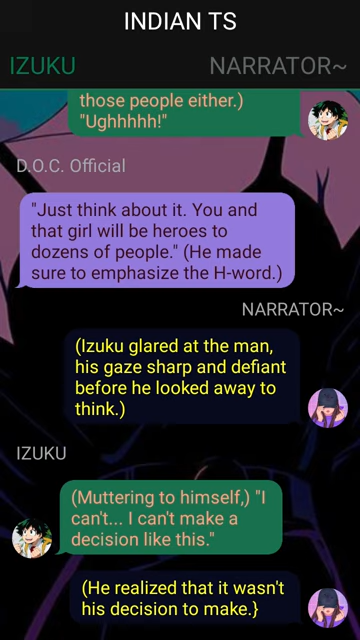 INDIAN TS
IZUKU
NARRATOR~
those people either.)
"Ughhhhh!"
D.O.C. Official
"Just think about it. You and
that girl will be heroes to
dozens of people." (He made
sure to emphasize the H-word.)
NARRATOR~
(Izuku glared at the man,
his gaze sharp and defiant
before he looked away to
think.)
IZUKU
(Muttering to himself,) "I
can't... I can't make a
decision like this."
(He realized that it wasn't
his decision to make.}